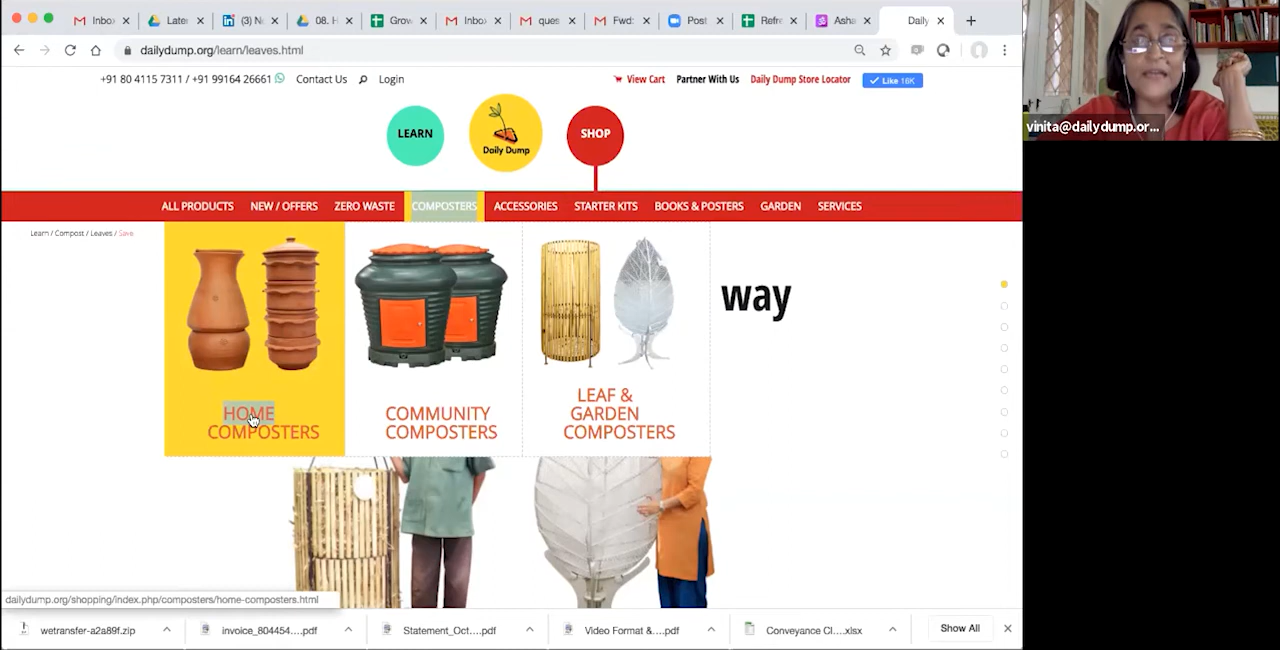 Inbox
Later
(3) N
08. H
Grow
Inbo
ques
Fwd:
Post
Refre
Asha
Daily
dailydump.org/learn/leaves.html
+91 80 4115 7311 / +91 99164 26661 Contact Us Login
View Cart Partner With Us Daily Dump Store Locator Like 16K
LEARN
Daily Dump
SHOP
ALL PRODUCTS NEW / OFFERS ZERO WASTE COMPOSTERS ACCESSORIES STARTER KITS BOOKS & POSTERS GARDEN SERVICES
Learn / Compost / Leaves / Save
way
HOME
COMPOSTERS
COMMUNITY
COMPOSTERS
LEAF &
GARDEN
COMPOSTERS
dailydump.org/shopping/index.php/composters/home-composters.html
wetransfer-a2a89f.zip
invoice_804454....pdf
Statement_Oct....pdf
Video Format &....pdf
Conveyance Cl....xlsx
Show All
vinita@dailydump.or...